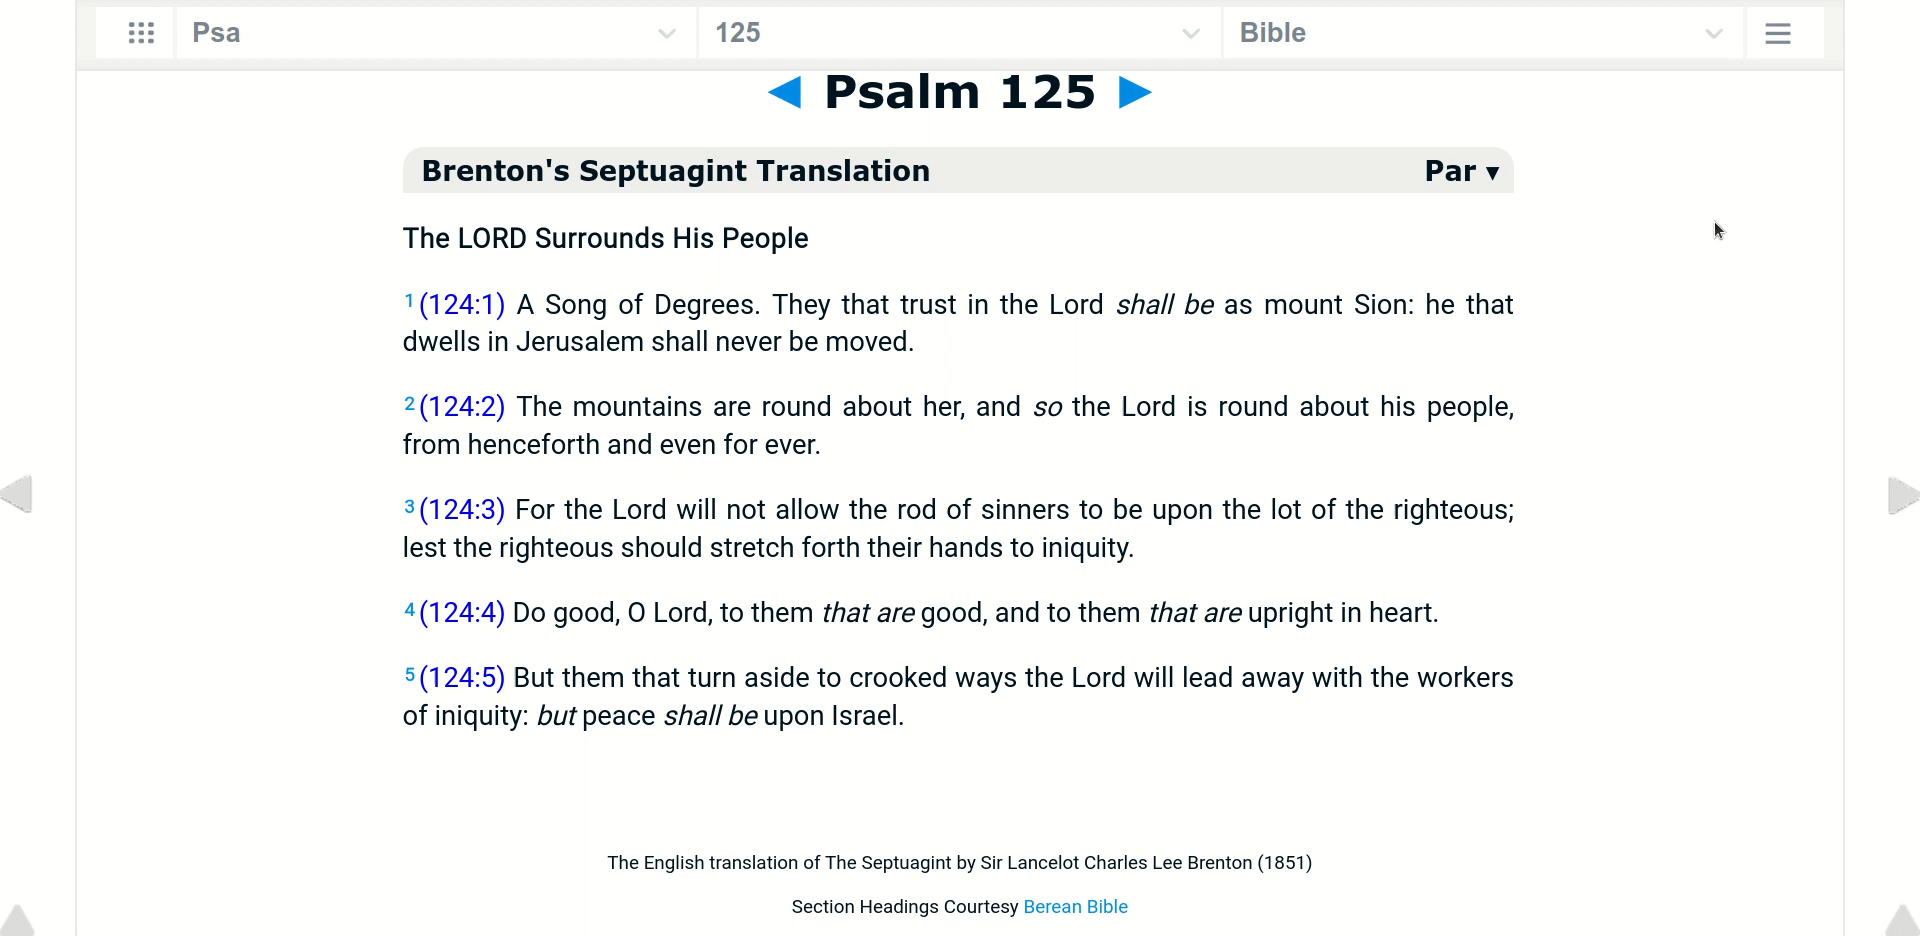 Psa
125
Bible
◀ Psalm 125 ▶
Brenton's Septuagint Translation
Par ▾
The LORD Surrounds His People
1 (124:1) A Song of Degrees. They that trust in the Lord shall be as mount Sion: he that
dwells in Jerusalem shall never be moved.
2 (124:2) The mountains are round about her, and so the Lord is round about his people,
from henceforth and even for ever.
3 (124:3) For the Lord will not allow the rod of sinners to be upon the lot of the righteous;
lest the righteous should stretch forth their hands to iniquity.
4 (124:4) Do good, O Lord, to them that are good, and to them that are upright in heart.
5 (124:5) But them that turn aside to crooked ways the Lord will lead away with the workers
of iniquity: but peace shall be upon Israel.
The English translation of The Septuagint by Sir Lancelot Charles Lee Brenton (1851)
Section Headings Courtesy Berean Bible